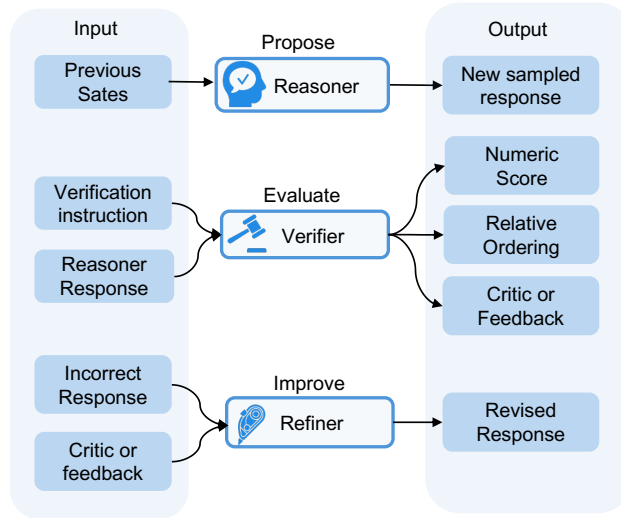 Input
Propose
Output
Previous
Sates
Reasoner
New sampled
response
Verification
instruction
Reasoner
Response
Evaluate
Verifier
Numeric
Score
Relative
Ordering
Critic or
Feedback
Incorrect
Response
Critic or
feedback
Improve
Refiner
Revised
Response